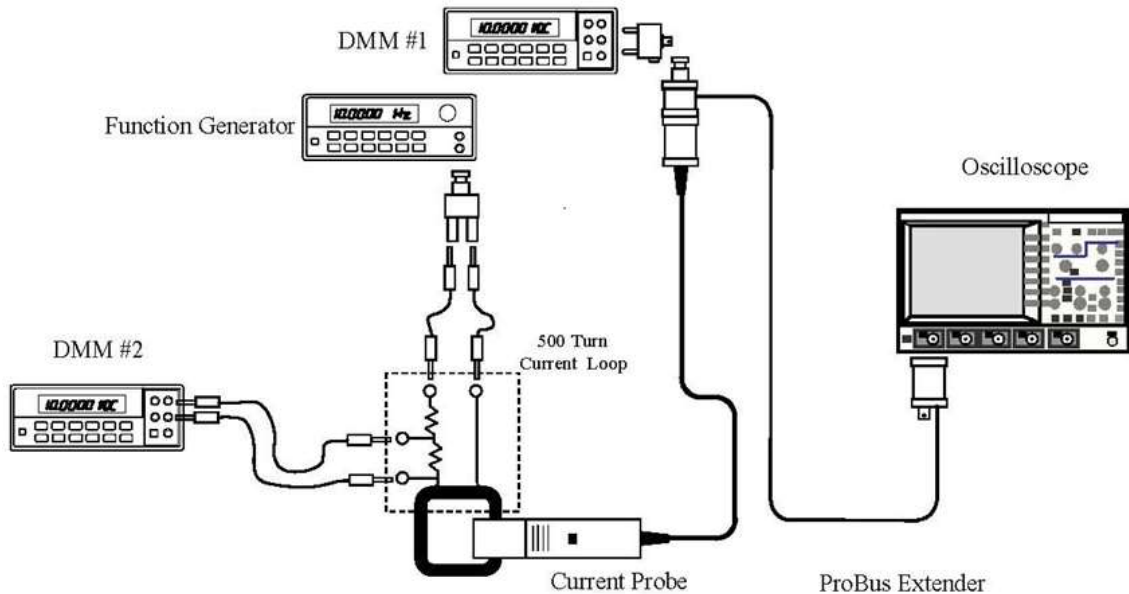 DMM #1
10.0000 VDC
Function Generator
10.0000 Hz
Oscilloscope
500 Turn
Current Loop
DMM #2
10.0000 VDC
Current Probe
ProBus Extender